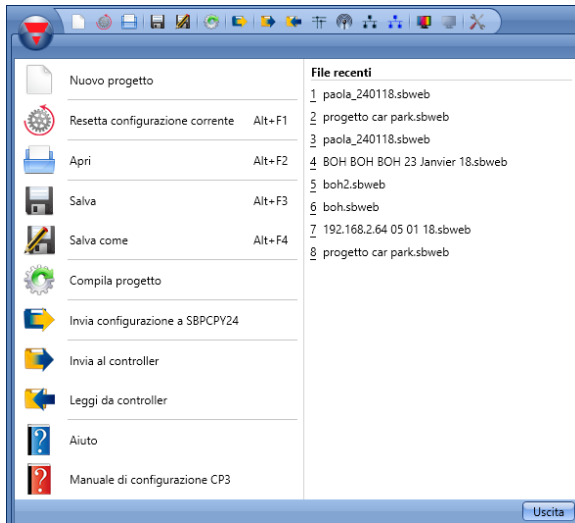 Nuovo progetto
Resetta configurazione corrente Alt+F1
Apri Alt+F2
Salva Alt+F3
Salva come Alt+F4
Compila progetto
Invia configurazione a SBPCPY24
Invia al controller
Leggi da controller
Aiuto
Manuale di configurazione CP3
File recenti
1 paola_240118.sbweb
2 progetto car park.sbweb
3 paola_240118.sbweb
4 BOH BOH BOH 23 Janvier 18.sbweb
5 boh2.sbweb
6 boh.sbweb
7 192.168.2.64 05 01 18.sbweb
8 progetto car park.sbweb
Uscita